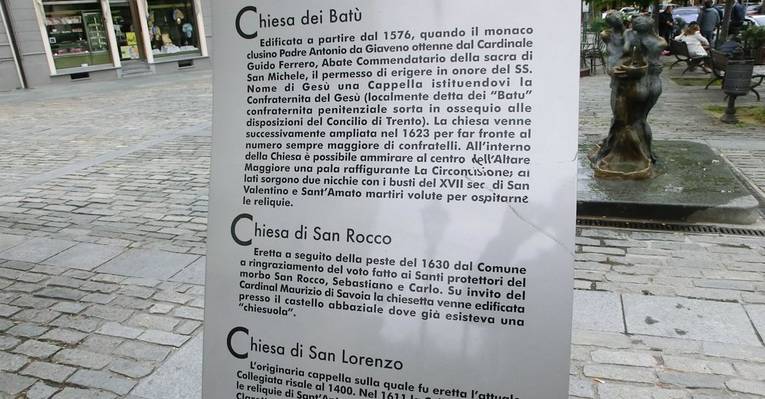 Chiesa dei Batù
Edificata a partire dal 1576, quando il monaco
clusino Padre Antonio da Giaveno ottenne dal Cardinale
Guido Ferrero, Abate Commendatario della sacra di
San Michele, il permesso di erigere in onore del SS.
Nome di Gesù una Cappella istituendovi la
Confraternita del Gesù (localmente detta dei "Batu"
confraternita penitenziale sorta in ossequio alle
disposizioni del Concilio di Trento). La chiesa venne
successivamente ampliata nel 1623 per far fronte al
numero sempre maggiore di confratelli. All'interno
della Chiesa è possibile ammirare al centro dell'Altare
Maggiore una pala raffigurante La Circoncisione; ai
lati sorgono due nicchie con i busti del XVII sec di San
Valentino e Sant'Amato martiri volute per ospitarne
le reliquie.
Chiesa di San Rocco
Eretta a seguito della peste del 1630 dal Comune
a ringraziamento del voto fatto ai Santi protettori del
morbo San Rocco, Sebastiano e Carlo. Su invito del
Cardinal Maurizio di Savoia la chiesetta venne edificata
presso il castello abbaziale dove già esisteva una
"chiesuola".
Chiesa di San Lorenzo
L'originaria cappella sulla quale fu eretta l'attuale
Collegiata risale al 1400. Nel 1611
le reliquie di